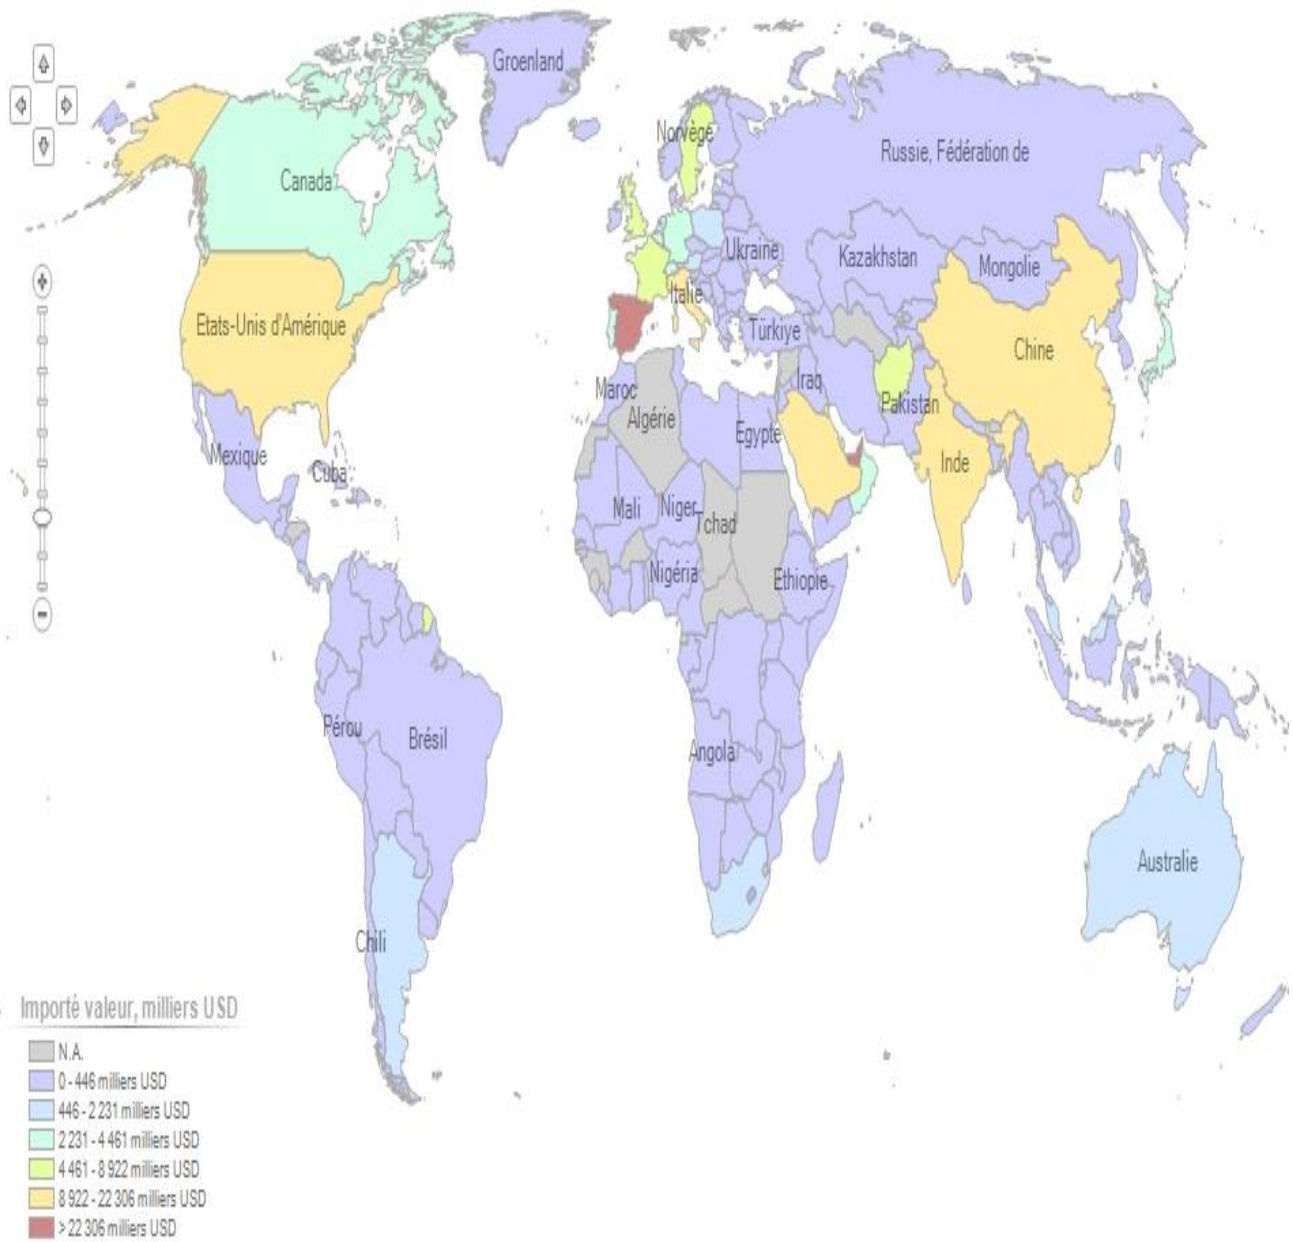 Groenland
Norvège
Russie, Fédération de
Canada
Ukraine
Kazakhstan
Mongolie
Italie
Etats-Unis d'Amérique
Türkiye
Chine
Iraq
Maroc
Pakistan
Algérie
Egypte
Mexique
Inde
Cuba
Mali
Niger
Tchad
Nigéria
Ethiopie
Pérou
Brésil
Angola
Australie
Chili
Importé valeur, milliers USD
N.A.
0 - 446 milliers USD
446 - 2 231 milliers USD
2 231 - 4 461 milliers USD
4 461 - 8 922 milliers USD
8 922 - 22 306 milliers USD
> 22 306 milliers USD